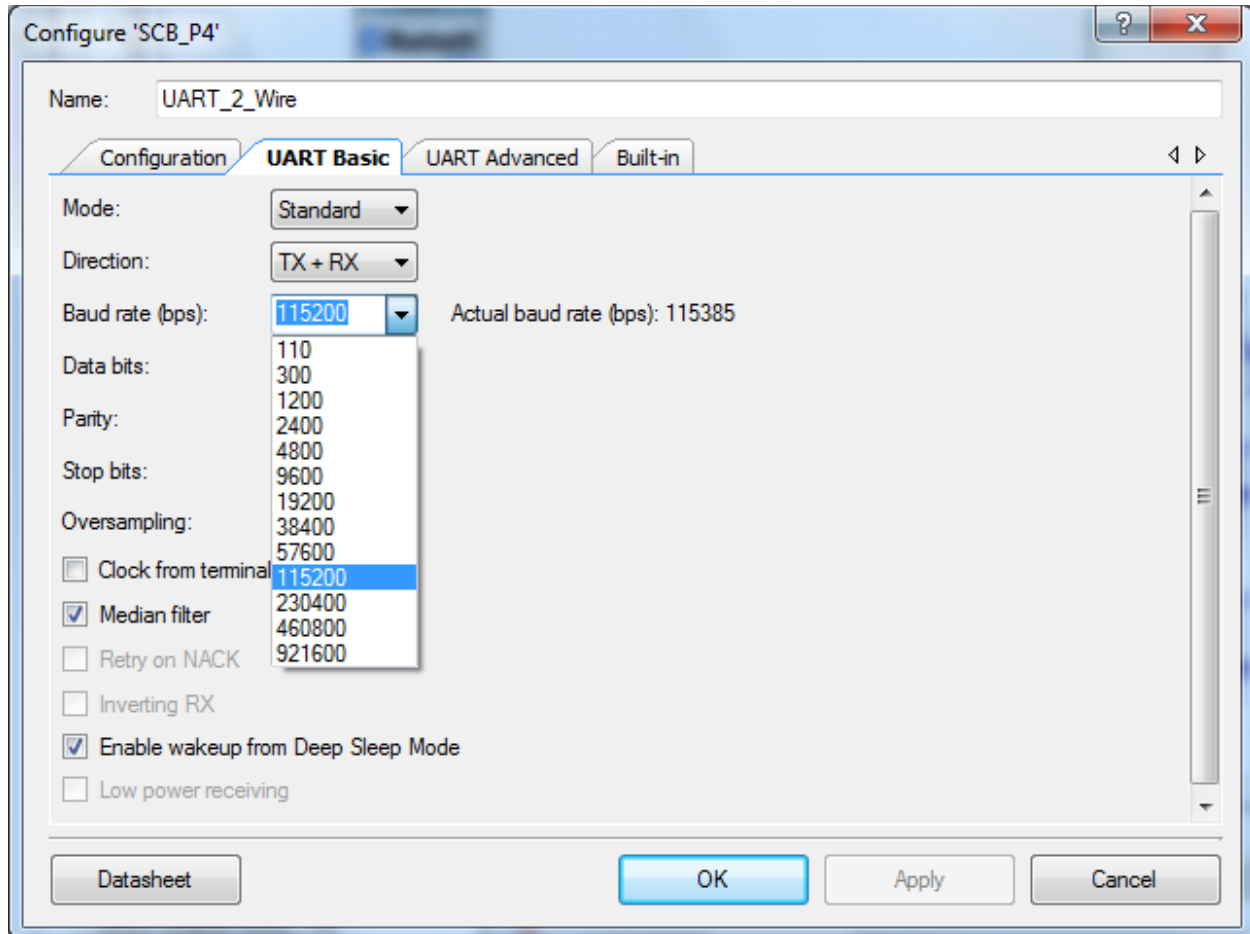 Configure 'SCB_P4'
Name: UART_2_Wire
Configuration UART Basic UART Advanced Built-in
Mode: Standard
Direction: TX + RX
Baud rate (bps): 115200 Actual baud rate (bps): 115385
110
Data bits:
300
1200
Parity:
2400
4800
Stop bits:
9600
19200
Oversampling:
38400
57600
Clock from terminal
115200
230400
Median filter
460800
Retry on NACK
921600
Inverting RX
Enable wakeup from Deep Sleep Mode
Low power receiving
Datasheet OK Apply Cancel